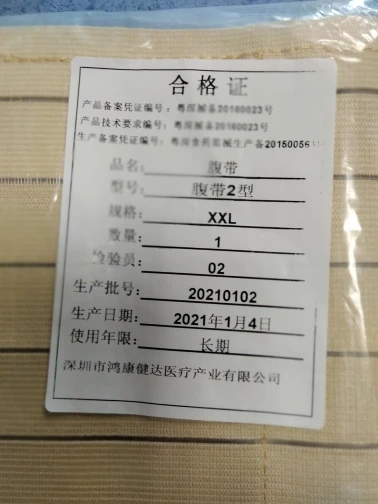 合格证
产品备案凭证编号：粤深械备20180023号
产品技术要求编号：粤深械备20180023号
生产备案凭证编号：粤深食药监械生产备20150056
品名： 腹带
型号： 腹带2型
规格： XXL
数量： 1
检验员： 02
生产批号： 20210102
生产日期： 2021年1月4日
使用年限： 长期
深圳市鸿康健达医疗产业有限公司